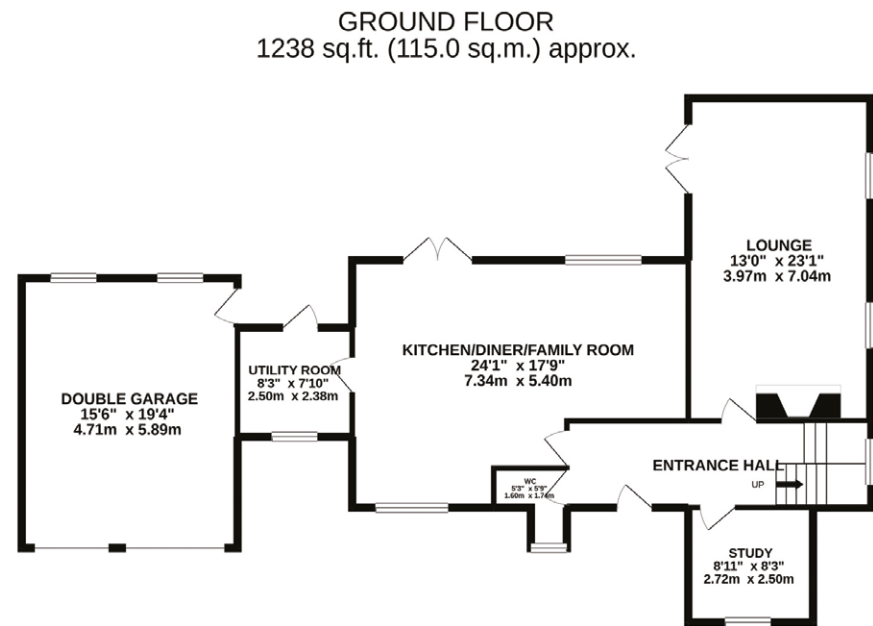 GROUND FLOOR
1238 sq.ft. (115.0 sq.m.) approx.
LOUNGE
13'0" x 23'1"
3.97m x 7.04m
KITCHEN/DINER/FAMILY ROOM
24'1" x 17'9"
7.34m x 5.40m
UTILITY ROOM
8'3" x 7'10"
2.50m x 2.38m
DOUBLE GARAGE
15'6" x 19'4"
4.71m x 5.89m
ENTRANCE HALL
UP
WC
5'3" x 5'9"
1.60m x 1.74m
STUDY
8'11" x 8'3"
2.72m x 2.50m